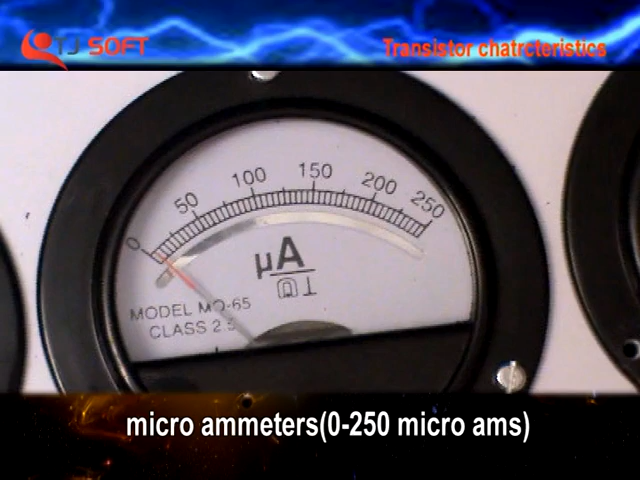 TJ SOFT
Transistor chatrcteristics
0 50 100 150 200 250
µA
MODEL MO-65
CLASS 2.5
micro ammeters(0-250 micro ams)